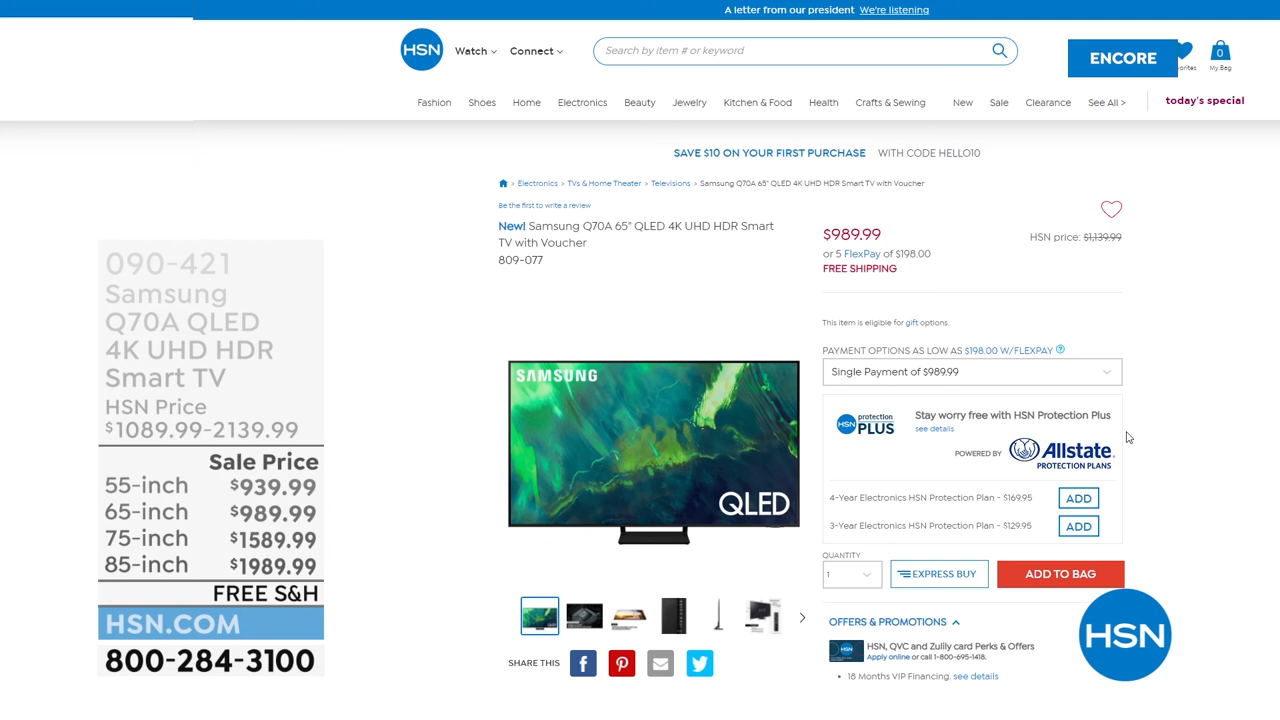 A letter from our president We're listening
HSN
Watch
Connect
Search by item # or keyword
ENCORE
orites
0
My Bag
Fashion Shoes Home Electronics Beauty Jewelry Kitchen & Food Health Crafts & Sewing New Sale Clearance See All > today's special
SAVE $10 ON YOUR FIRST PURCHASE WITH CODE HELLO10
> Electronics > TVs & Home Theater > Televisions > Samsung Q70A 65" QLED 4K UHD HDR Smart TV with Voucher
Be the first to write a review
New! Samsung Q70A 65" QLED 4K UHD HDR Smart
TV with Voucher
809-077
$989.99
HSN price: $1,139.99
or 5 FlexPay of $198.00
FREE SHIPPING
This item is eligible for gift options.
PAYMENT OPTIONS AS LOW AS $198.00 W/FLEXPAY ?
Single Payment of $989.99
HSN protection PLUS
Stay worry free with HSN Protection Plus
see details
POWERED BY Allstate.
PROTECTION PLANS
4-Year Electronics HSN Protection Plan - $169.95 ADD
3-Year Electronics HSN Protection Plan - $129.95 ADD
QUANTITY
1
EXPRESS BUY
ADD TO BAG
OFFERS & PROMOTIONS
HSN
HSN, QVC and Zulily card Perks & Offers
Apply online or call 1-800-695-1418.
• 18 Months VIP Financing. see details
HSN
SAMSUNG
QLED
SHARE THIS
090-421
Samsung
Q70A QLED
4K UHD HDR
Smart TV
HSN Price
$1089.99-2139.99
Sale Price
55-inch $939.99
65-inch $989.99
75-inch $1589.99
85-inch $1989.99
FREE S&H
HSN.COM
800-284-3100